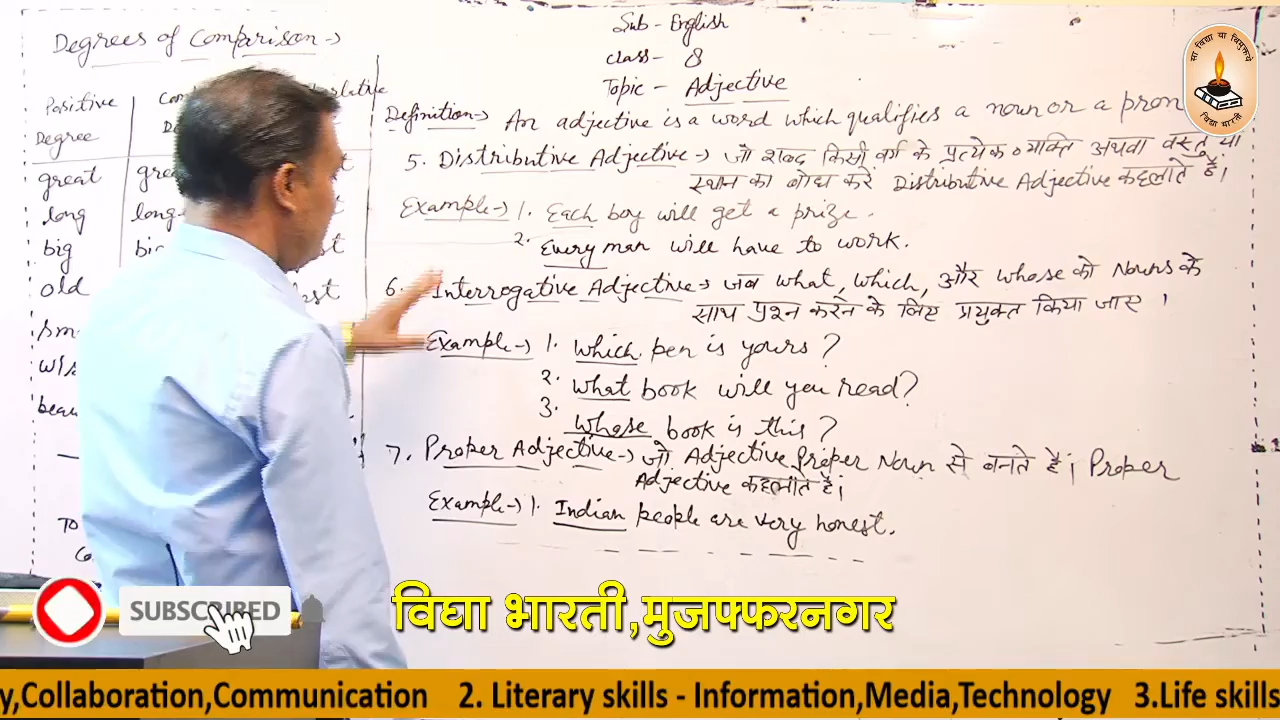 Sub - English
class - 8
Topic - Adjective
Degrees of Comparison →
Positive
Degree
great
long
big
old
Definition → An adjective is a word which qualifies a noun or a pron
5. Distributive Adjective → जो शब्द किसी वर्ग के प्रत्येक व्यक्ति अथवा वस्तु या
स्थान का बोध करे Distributive Adjective कहलाते हैं।
Example → 1. Each boy will get a prize.
2. Every man will have to work.
6. Interrogative Adjective → जब what, which, और whose को Nouns के
साथ प्रश्न करने के लिए प्रयुक्त किया जाए ।
Example → 1. Which pen is yours ?
2. What book will you read?
3. Whose book is this ?
7. Proper Adjective → जो Adjective Proper Noun से बनते हैं। Proper
Adjective कहलाते हैं।
Example → 1. Indian people are very honest.
सा विद्या या विमुक्तये
विद्या भारती
SUBSCRIBED
विद्या भारती,मुजफ्फरनगर
y,Collaboration,Communication 2. Literary skills - Information,Media,Technology 3.Life skills